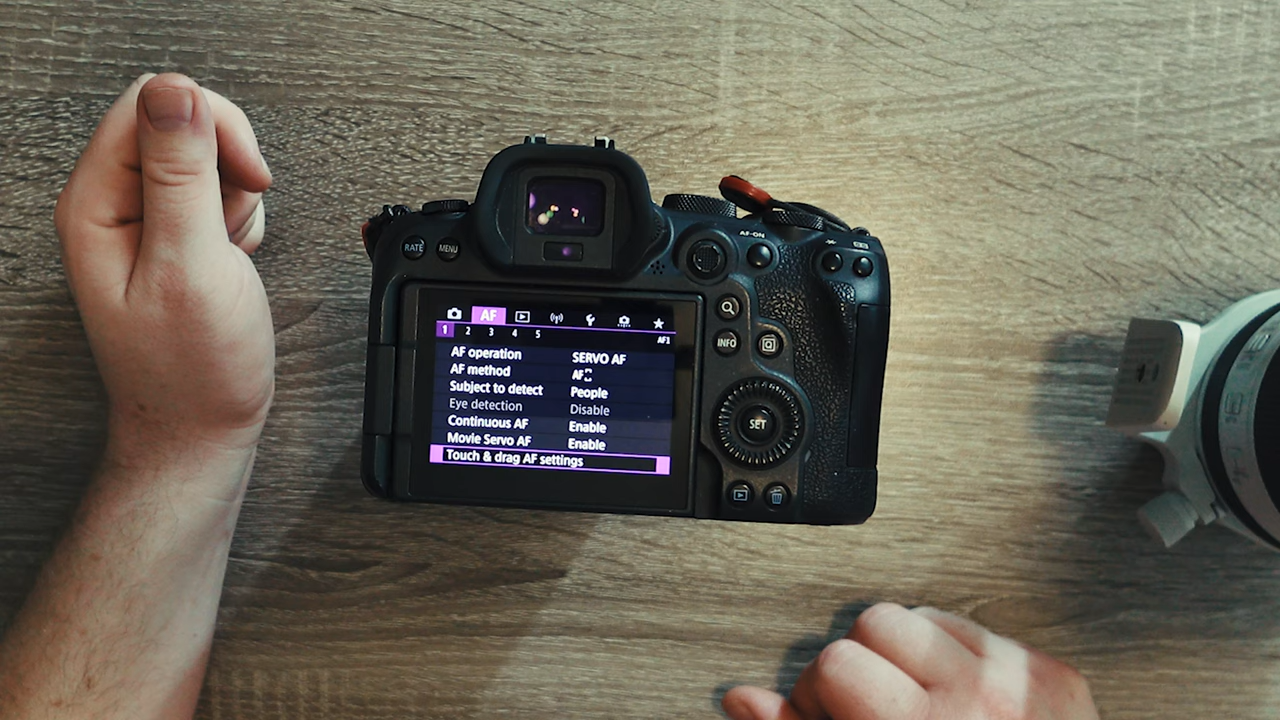 AF-ON
RATE MENU
AF
1 2 3 4 5 AF1
INFO
AF operation SERVO AF
AF method AF
Subject to detect People
Eye detection Disable
Continuous AF Enable
Movie Servo AF Enable
Touch & drag AF settings
SET